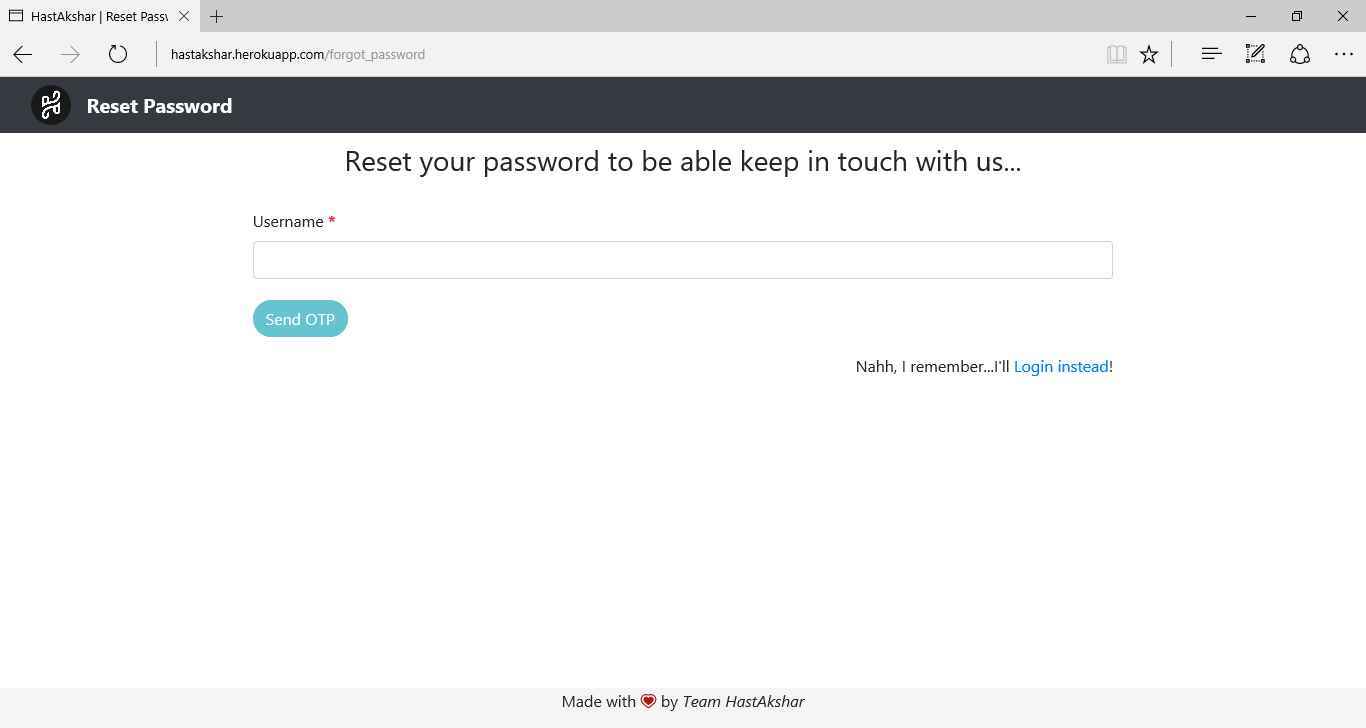 HastAkshar | Reset Passw
hastakshar.herokuapp.com/forgot_password
Reset Password
Reset your password to be able keep in touch with us...
Username *
Send OTP
Nahh, I remember...I'll Login instead!
Made with ❤ by Team HastAkshar